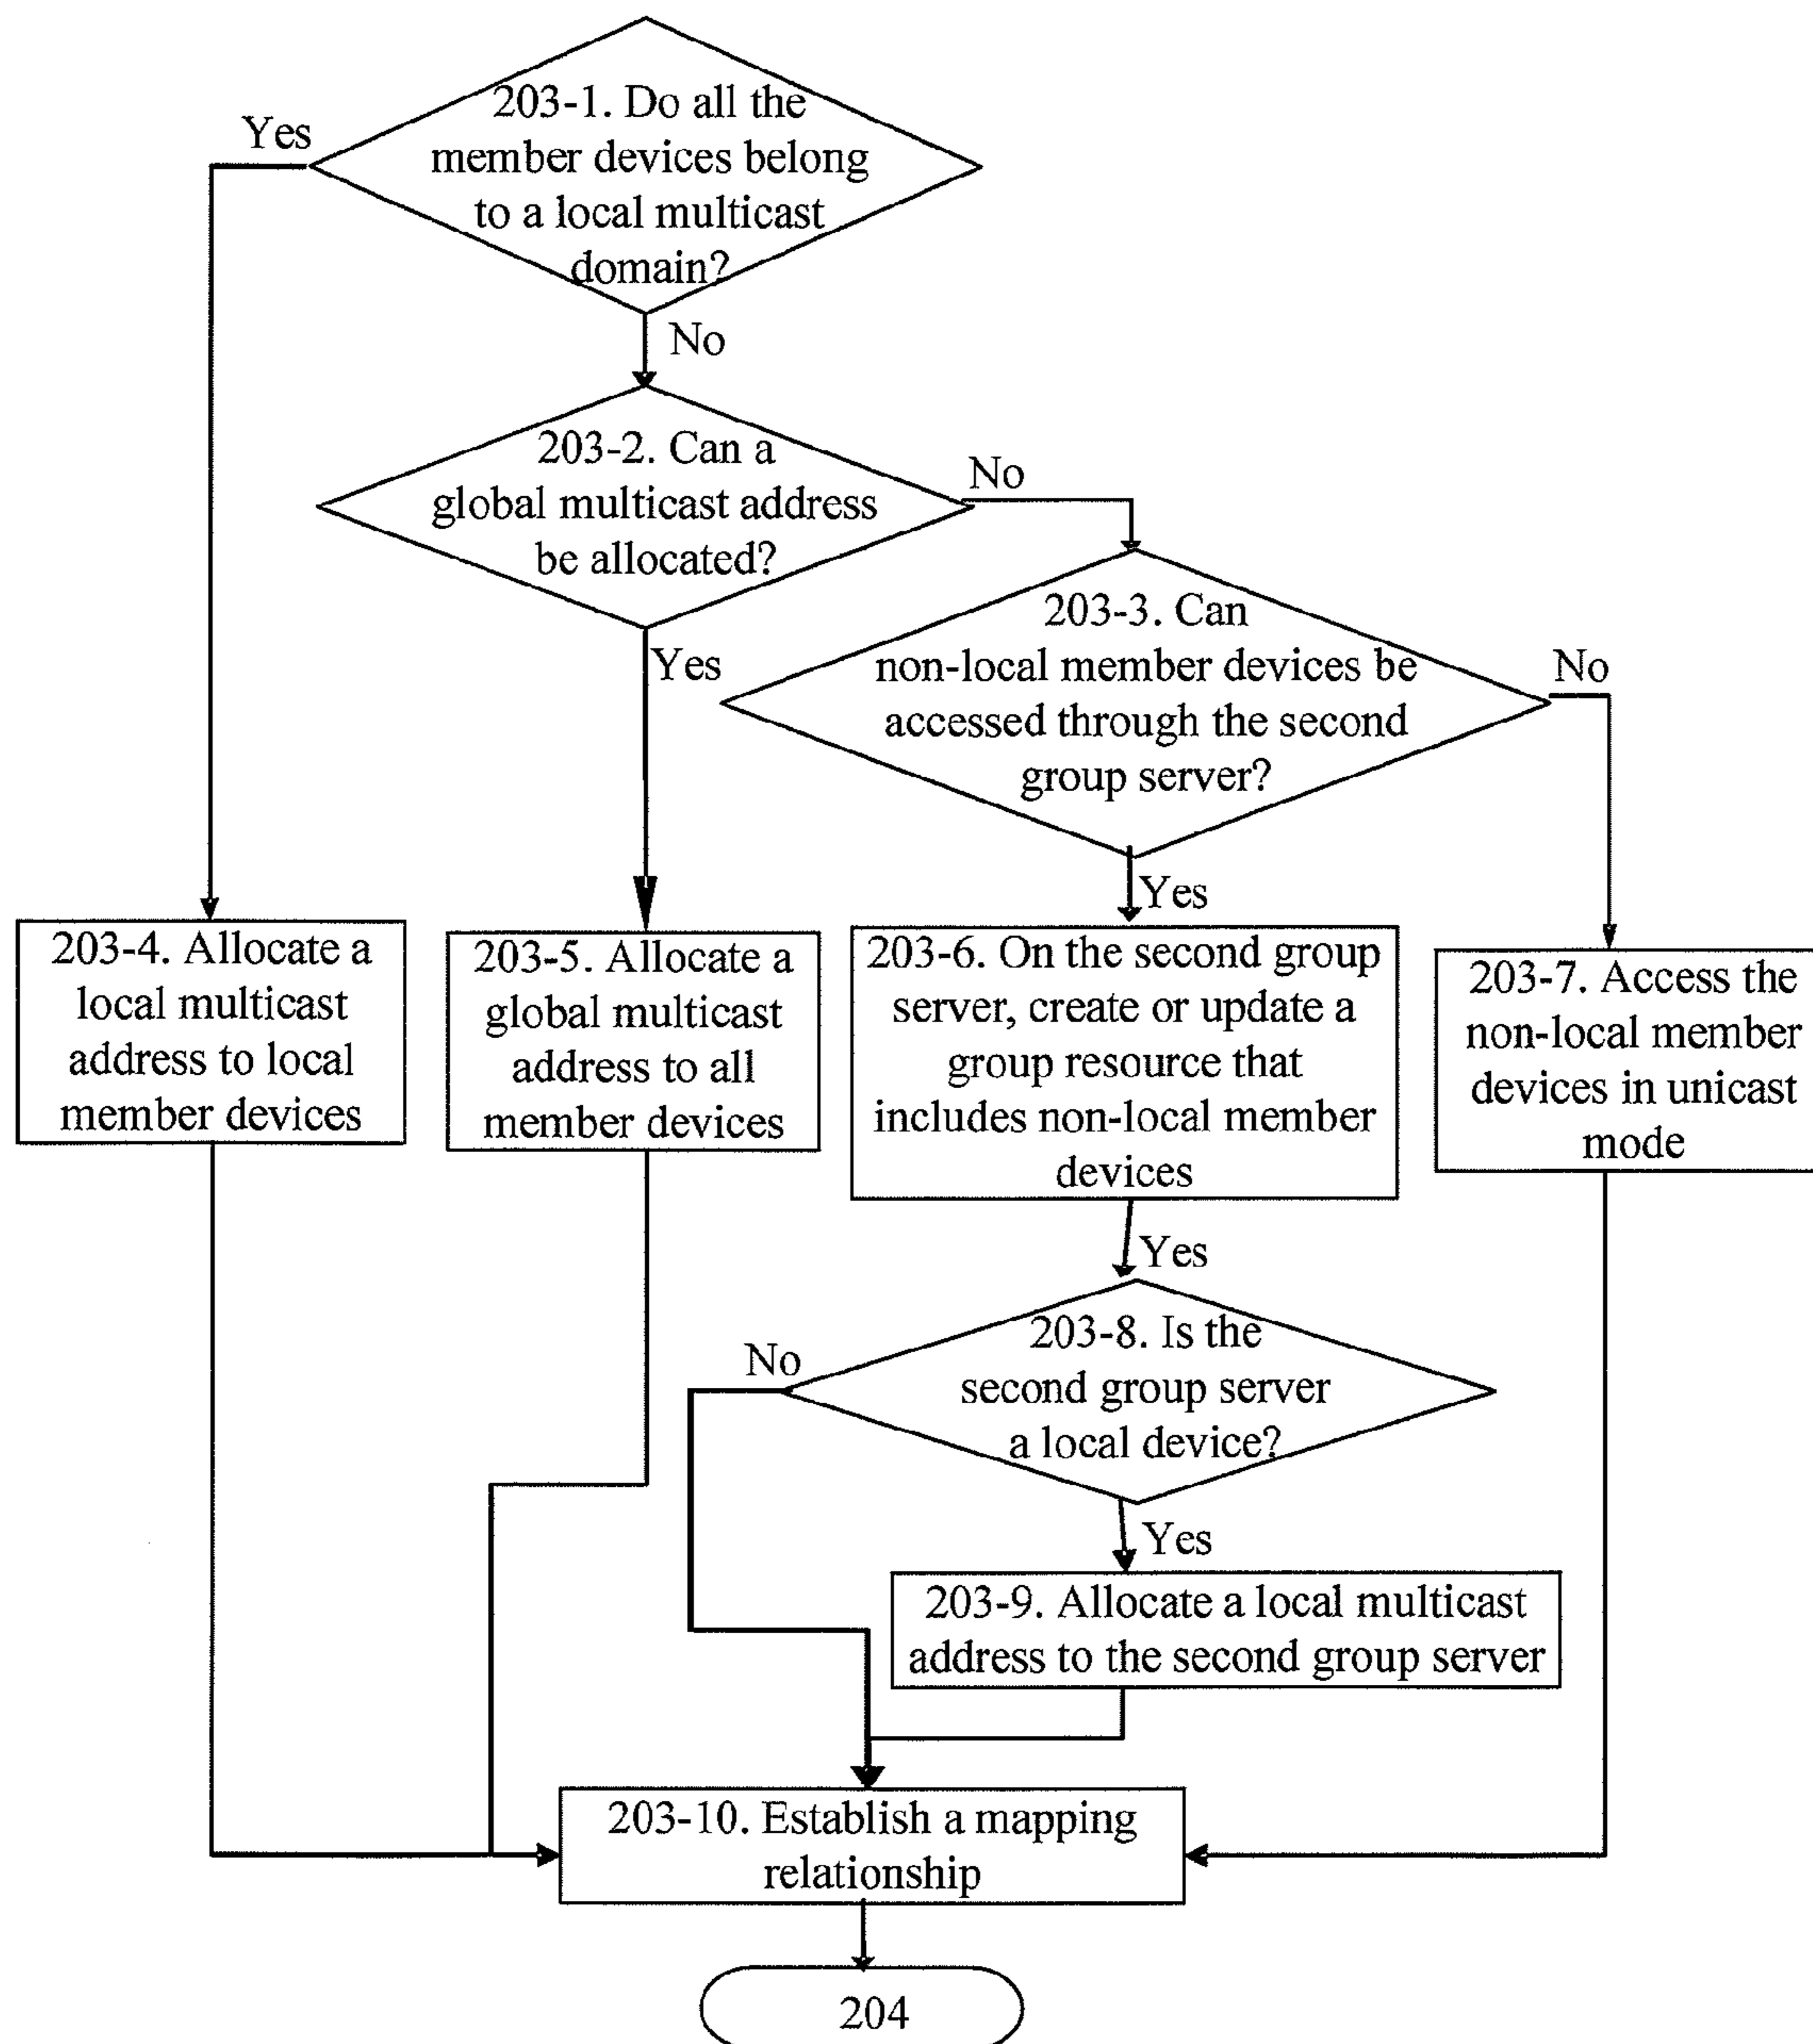 203-1. Do all the
member devices belong
to a local multicast
domain?
Yes
No
203-2. Can a
global multicast address
be allocated?
No
Yes
203-3. Can
non-local member devices be
accessed through the second
group server?
No
Yes
203-4. Allocate a
local multicast
address to local
member devices
203-5. Allocate a
global multicast
address to all
member devices
203-6. On the second group
server, create or update a
group resource that
includes non-local member
devices
203-7. Access the
non-local member
devices in unicast
mode
Yes
203-8. Is the
second group server
a local device?
No
Yes
203-9. Allocate a local multicast
address to the second group server
203-10. Establish a mapping
relationship
204